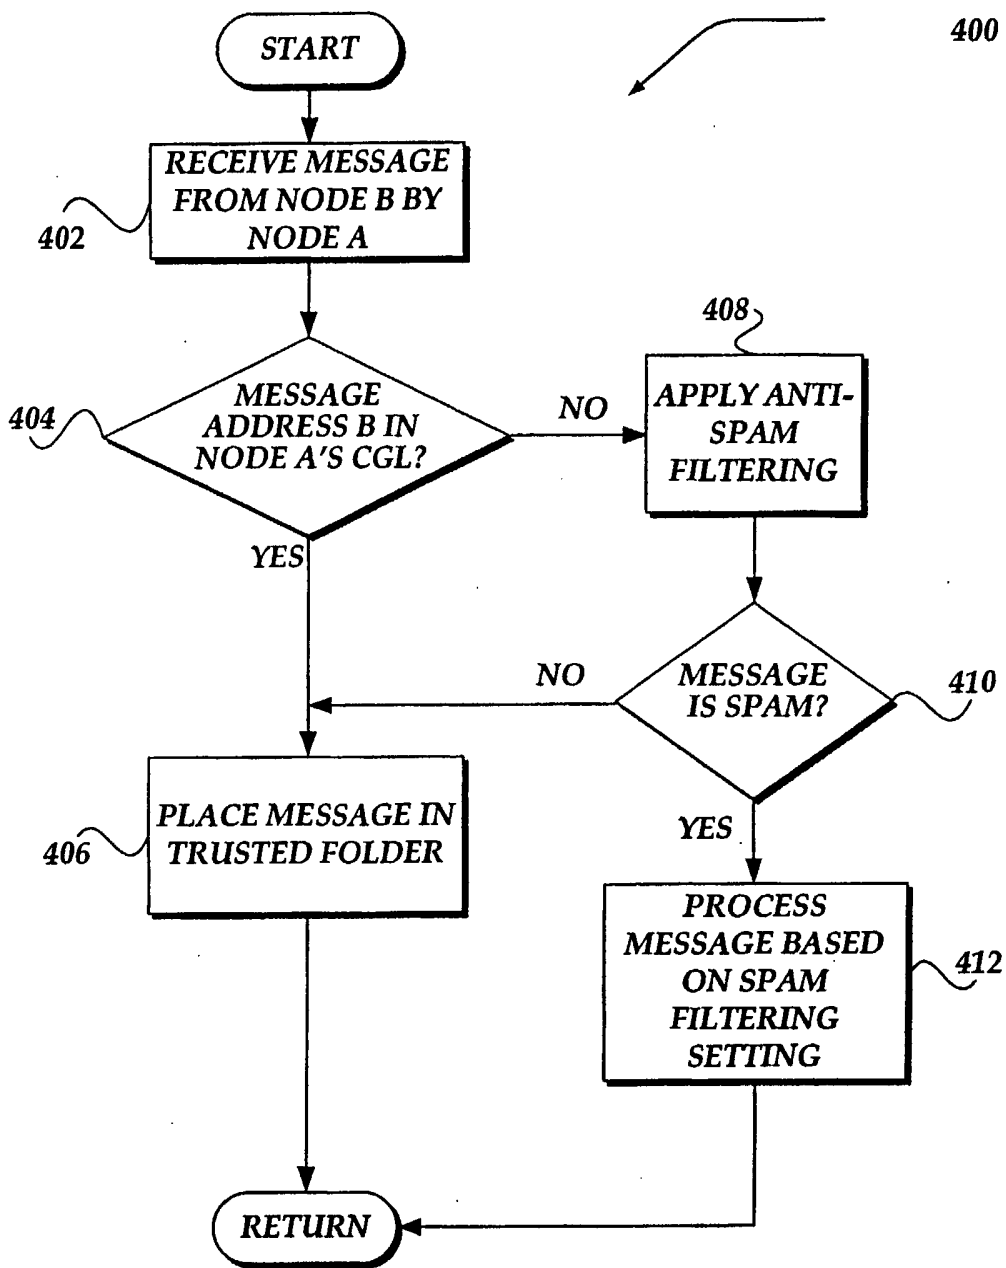 START
400
RECEIVE MESSAGE
FROM NODE B BY
NODE A
402
MESSAGE
ADDRESS B IN
NODE A'S CGL?
404
NO
YES
408
APPLY ANTI-
SPAM
FILTERING
MESSAGE
IS SPAM?
410
NO
YES
PLACE MESSAGE IN
TRUSTED FOLDER
406
PROCESS
MESSAGE BASED
ON SPAM
FILTERING
SETTING
412
RETURN